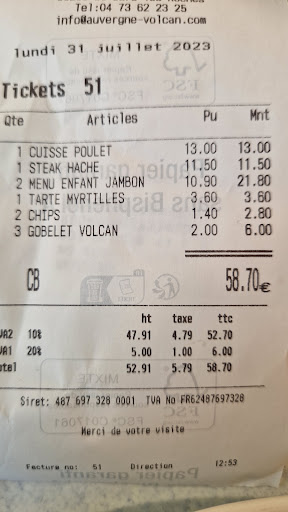 Tel:04 73 62 23 25
info@auvergne-volcan.com
lundi 31 juillet 2023
Tickets 51
Qte Articles Pu Mnt
1 CUISSE POULET 13.00 13.00
1 STEAK HACHE 11.50 11.50
2 MENU ENFANT JAMBON 10.90 21.80
1 TARTE MYRTILLES 3.60 3.60
2 CHIPS 1.40 2.80
3 GOBELET VOLCAN 2.00 6.00
CB 58.70€
ht taxe ttc
VA2 10% 47.91 4.79 52.70
VA1 20% 5.00 1.00 6.00
otel 52.91 5.79 58.70
Siret: 487 697 328 0001 TVA No FR62487697328
Merci de votre visite
Facture no: 51 Direction 12:53